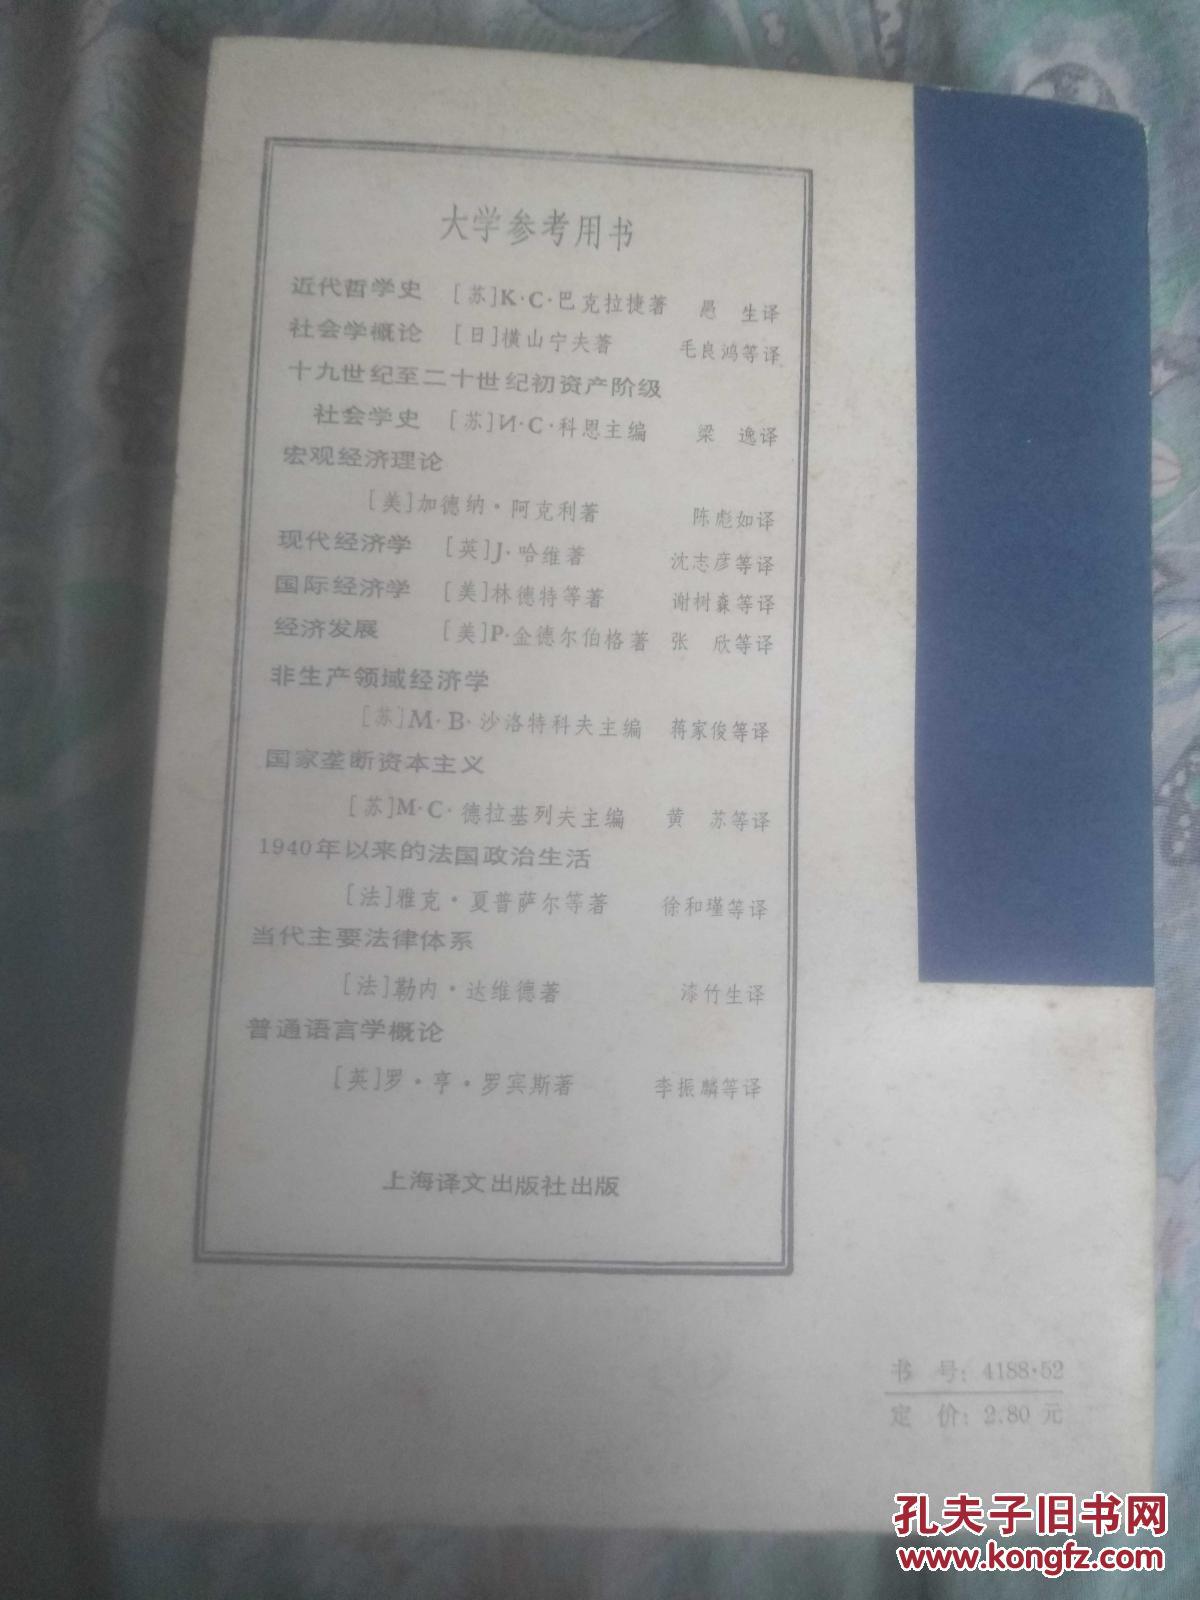 大学参考用书
近代哲学史 [苏]K·C·巴克拉捷著 愚 生译
社会学概论 [日]横山宁夫著 毛良鸿等译
十九世纪至二十世纪初资产阶级
社会学史 [苏]И·C·科恩主编 梁 逸译
宏观经济理论
[美]加德纳·阿克利著 陈彪如译
现代经济学 [英]J·哈维著 沈志彦等译
国际经济学 [美]林德特等著 谢树森等译
经济发展 [美]P·金德尔伯格著 张 欣等译
非生产领域经济学
[苏]M·B·沙洛特科夫主编 蒋家俊等译
国家垄断资本主义
[苏]M·C·德拉基列夫主编 黄 苏等译
1940年以来的法国政治生活
[法]雅克·夏普萨尔等著 徐和瑾等译
当代主要法律体系
[法]勒内·达维德著 漆竹生译
普通语言学概论
[英]罗·亨·罗宾斯著 李振麟等译
上海译文出版社出版
书 号: 4188·52
定 价: 2.80 元
孔夫子旧书网
www.kongfz.com